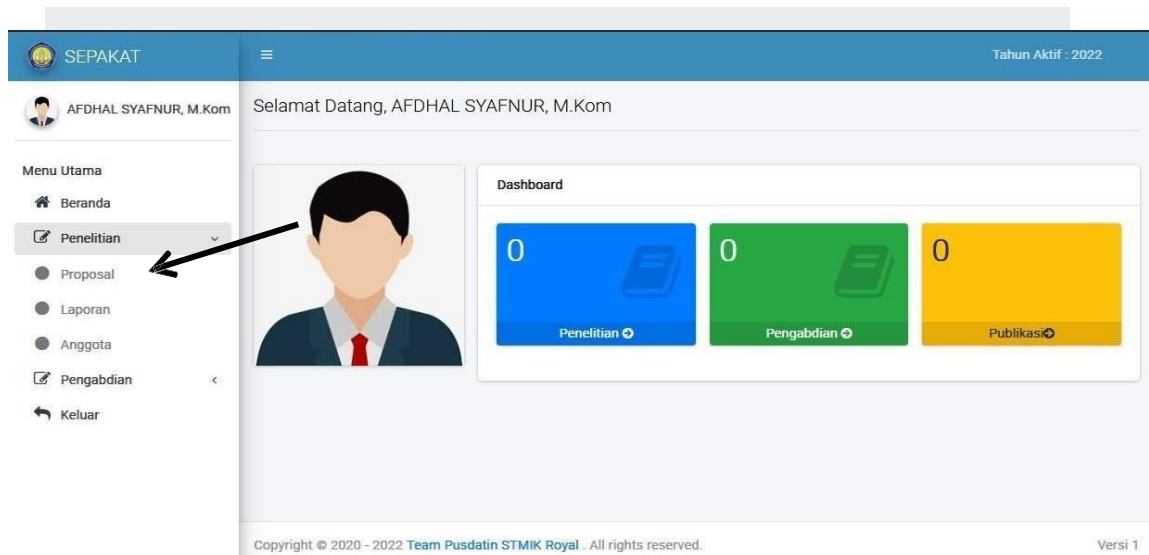 SEPAKAT
Tahun Aktif : 2022
AFDHAL SYAFNUR, M.Kom
Selamat Datang, AFDHAL SYAFNUR, M.Kom
Menu Utama
Beranda
Penelitian
Proposal
Laporan
Anggota
Pengabdian
Keluar
Dashboard
0
Penelitian
0
Pengabdian
0
Publikasi
Copyright © 2020 - 2022 Team Pusdatin STMIK Royal . All rights reserved.
Versi 1